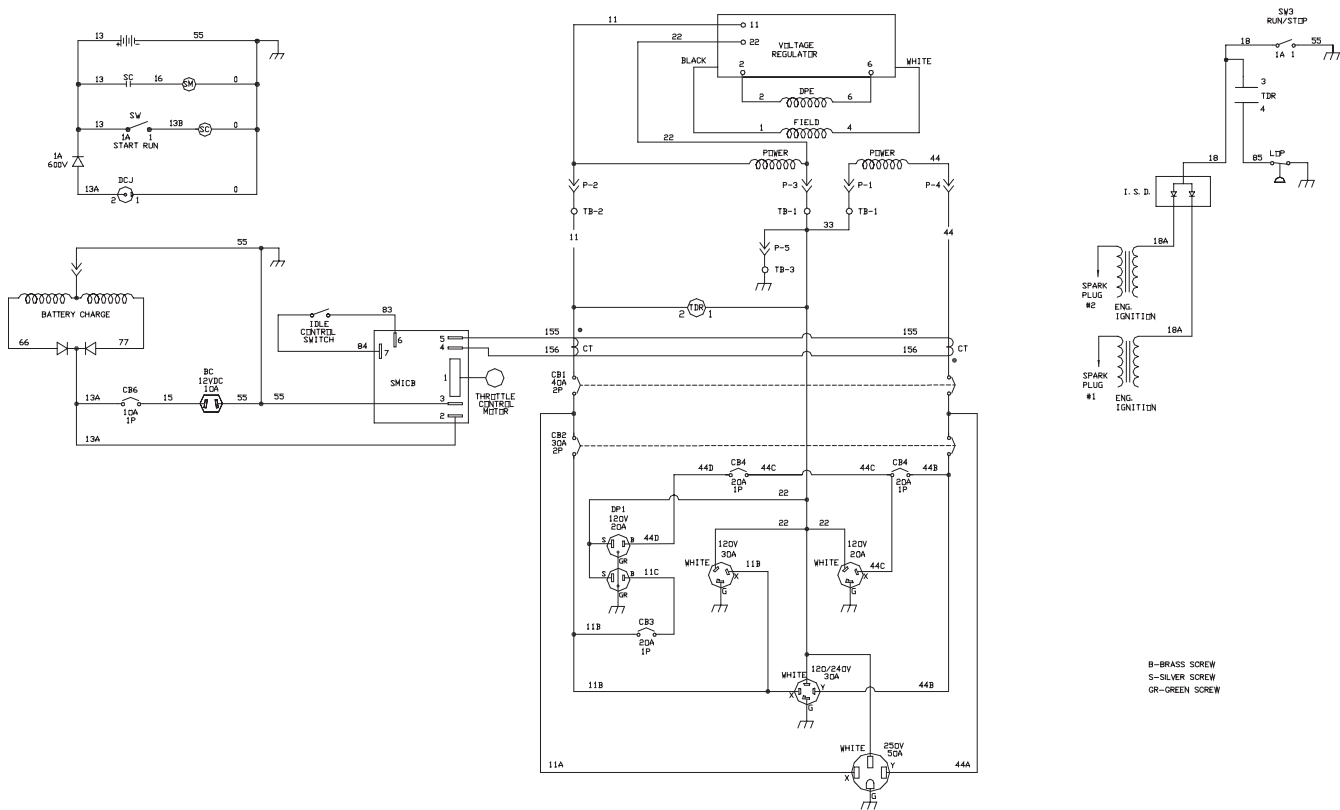 13
55
13
SC
16
SM
0
SW
13
13B
SC
0
1A
1
START RUN
1A
600V
DCJ
13A
2
1
0
55
BATTERY CHARGE
66
77
CB6
13A
10A
1P
15
BC
12VDC
10A
55
55
13A
IDLE
CONTROL
SWITCH
83
84
6
7
5
4
SMICB
1
3
2
THROTTLE
CONTROL
MOTOR
11
11
22
22
VOLTAGE
REGULATOR
BLACK
WHITE
2
6
DPE
2
6
FIELD
1
4
22
POWER
POWER
44
P-2
P-3
P-1
P-4
TB-2
TB-1
TB-1
11
33
44
P-5
TB-3
TDR
2
1
155
155
156
156
CT
CT
CB1
40A
2P
CB2
30A
2P
44D
CB4
20A
1P
44C
44C
CB4
20A
1P
44B
22
DP1
120V
20A
S
B
44D
GR
S
B
11C
GR
22
22
120V
30A
WHITE
11B
X
G
120V
20A
WHITE
44C
X
G
11B
CB3
20A
1P
11B
120/240V
30A
WHITE
X
Y
G
44B
250V
50A
WHITE
X
Y
G
11A
44A
SW3
RUN/STOP
18
55
1A 1
3
TDR
4
18
85
LOP
I.S.D.
18A
SPARK
PLUG
#2
ENG.
IGNITION
18A
SPARK
PLUG
#1
ENG.
IGNITION
B-BRASS SCREW
S-SILVER SCREW
GR-GREEN SCREW